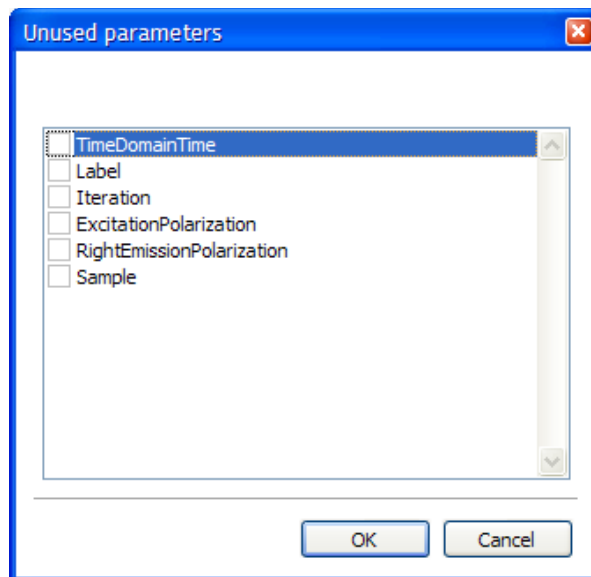 Unused parameters
TimeDomainTime
Label
Iteration
ExcitationPolarization
RightEmissionPolarization
Sample
OK Cancel